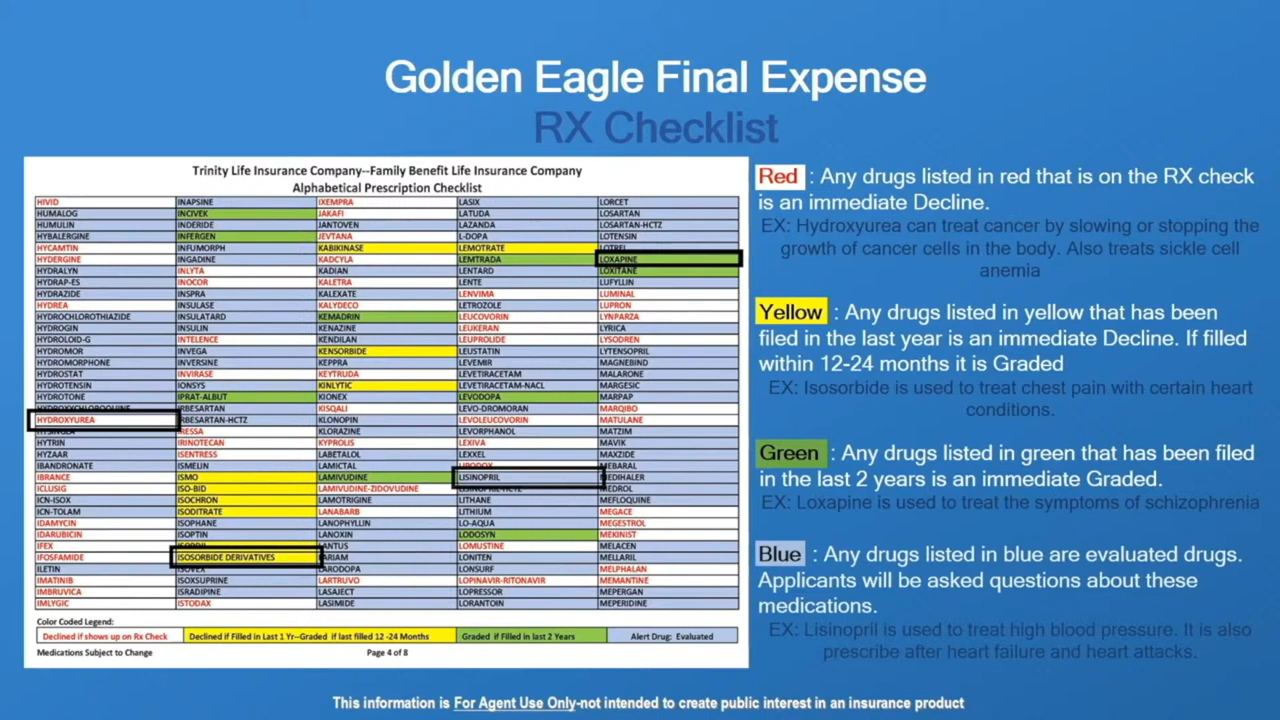 Golden Eagle Final Expense
RX Checklist
Trinity Life Insurance Company--Family Benefit Life Insurance Company
Alphabetical Prescription Checklist
HIVID INAPSINE IXEMPRA LASIX LORCET
HUMALOG INCIVEK JAKAFI LATUDA LOSARTAN
HUMULIN INDERIDE JANTOVEN LAZANDA LOSARTAN-HCTZ
HYBALERGINE INFERGEN JEVTANA L-DOPA LOTENSIN
HYCAMTIN INFUMORPH KABIKINASE LEMOTRATE LOTREL
HYDERGINE INGADINE KADCYLA LEMTRADA LOXAPINE
HYDRALYN INLYTA KADIAN LENTARD LOXITANE
HYDRAP-ES INOCOR KALETRA LENTE LUFYLLIN
HYDRAZIDE INSPRA KALEXATE LENVIMA LUMINAL
HYDREA INSULASE KALYDECO LETROZOLE LUPRON
HYDROCHLOROTHIAZIDE INSULATARD KEMADRIN LEUCOVORIN LYNPARZA
HYDROGIN INSULIN KENAZINE LEUKERAN LYRICA
HYDROLOID-G INTELENCE KENDILAN LEUPROLIDE LYSODREN
HYDROMOR INVEGA KENSORBIDE LEUSTATIN LYTENSOPRIL
HYDROMORPHONE INVERSINE KEPPRA LEVEMIR MAGNEBIND
HYDROSTAT INVIRASE KEYTRUDA LEVETIRACETAM MALARONE
HYDROTENSIN IONSYS KINLYTIC LEVETIRACETAM-NACL MARGESIC
HYDROTONE IPRAT-ALBUT KIONEX LEVODOPA MARPAP
HYDROXYCHLOROQUINE IRBESARTAN KISQALI LEVO-DROMORAN MARQIBO
HYDROXYUREA IRBESARTAN-HCTZ KLONOPIN LEVOLEUCOVORIN MATULANE
HYSINGLA IRESSA KLORAZINE LEVORPHANOL MATZIM
HYTRIN IRINOTECAN KYPROLIS LEXIVA MAVIK
HYZAAR ISENTRESS LABETALOL LEXXEL MAXZIDE
IBANDRONATE ISMELIN LAMICTAL LIPODOX MEBARAL
IBRANCE ISMO LAMIVUDINE LISINOPRIL MEDIHALER
ICLUSIG ISO-BID LAMIVUDINE-ZIDOVUDINE LISINOPRIL-HCTZ MEDROL
ICN-ISOX ISOCHRON LAMOTRIGINE LITHANE MEFLOQUINE
ICN-TOLAM ISODITRATE LANABARB LITHIUM MEGACE
IDAMYCIN ISOPHANE LANOPHYLLIN LO-AQUA MEGESTROL
IDARUBICIN ISOPTIN LANOXIN LODOSYN MEKINIST
IFEX ISORDIL LANTUS LOMUSTINE MELACEN
IFOSFAMIDE ISOSORBIDE DERIVATIVES LARIAM LONITEN MELLARIL
ILETIN ISOVEX LARODOPA LONSURF MELPHALAN
IMATINIB ISOXSUPRINE LARTRUVO LOPINAVIR-RITONAVIR MEMANTINE
IMBRUVICA ISRADIPINE LASAJECT LOPRESSOR MEPERGAN
IMLYGIC ISTODAX LASIMIDE LORANTOIN MEPERIDINE
Color Coded Legend:
Declined if shows up on Rx Check Declined if Filled in Last 1 Yr--Graded if last filled 12 -24 Months Graded if Filled in last 2 Years Alert Drug: Evaluated
Medications Subject to Change Page 4 of 8
Red : Any drugs listed in red that is on the RX check
is an immediate Decline.
EX: Hydroxyurea can treat cancer by slowing or stopping the
growth of cancer cells in the body. Also treats sickle cell
anemia
Yellow : Any drugs listed in yellow that has been
filed in the last year is an immediate Decline. If filled
within 12-24 months it is Graded
EX: Isosorbide is used to treat chest pain with certain heart
conditions.
Green : Any drugs listed in green that has been filed
in the last 2 years is an immediate Graded.
EX: Loxapine is used to treat the symptoms of schizophrenia
Blue : Any drugs listed in blue are evaluated drugs.
Applicants will be asked questions about these
medications.
EX: Lisinopril is used to treat high blood pressure. It is also
prescribe after heart failure and heart attacks.
This information is For Agent Use Only-not intended to create public interest in an insurance product